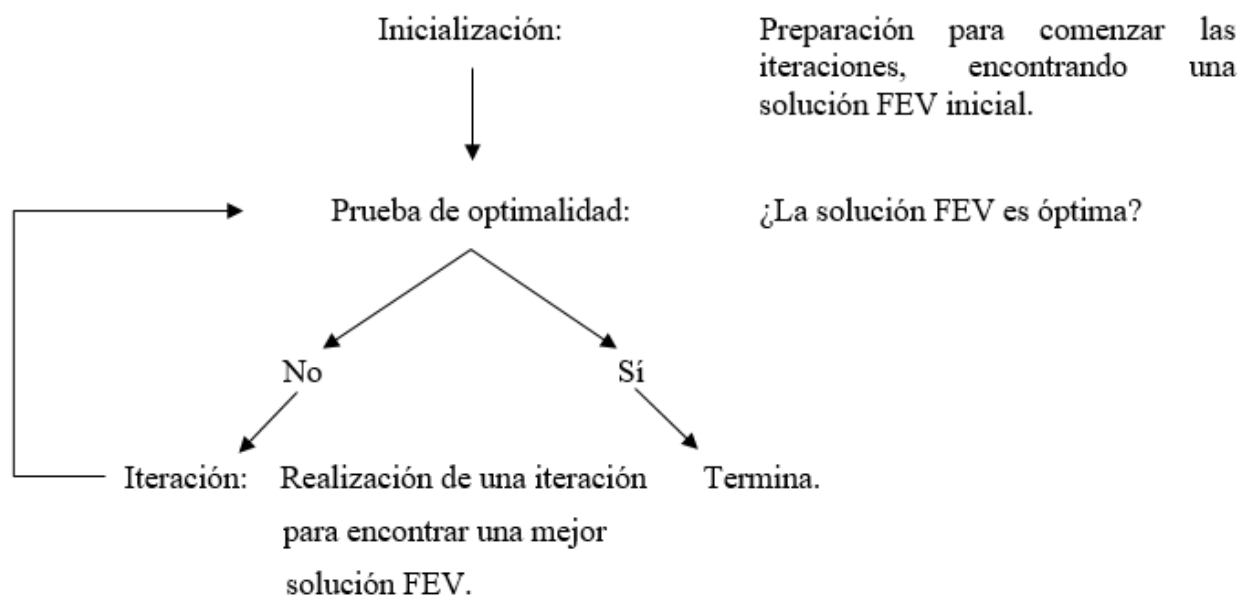 Inicialización:
Preparación para comenzar las
iteraciones, encontrando una
solución FEV inicial.
Prueba de optimalidad:
¿La solución FEV es óptima?
No
Sí
Iteración: Realización de una iteración
para encontrar una mejor
solución FEV.
Termina.